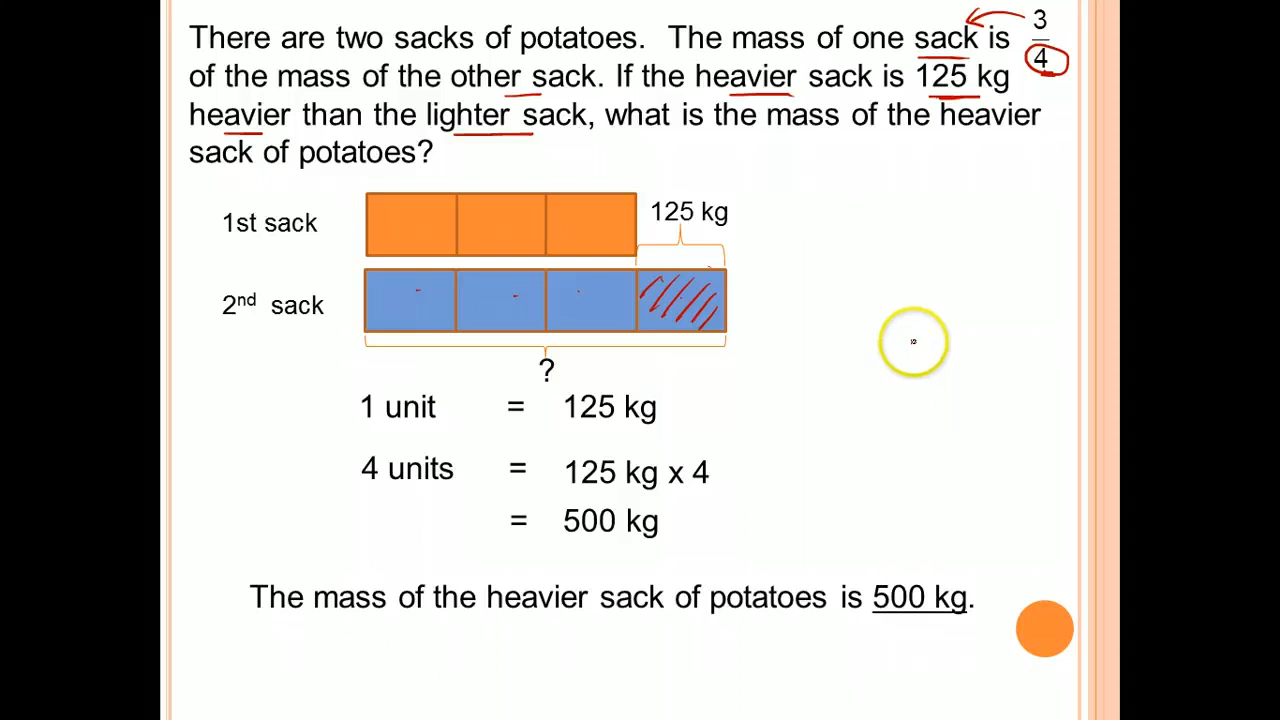 There are two sacks of potatoes. The mass of one sack is 3/4
of the mass of the other sack. If the heavier sack is 125 kg
heavier than the lighter sack, what is the mass of the heavier
sack of potatoes?
1st sack
125 kg
2nd sack
?
1 unit = 125 kg
4 units = 125 kg x 4
= 500 kg
The mass of the heavier sack of potatoes is 500 kg.